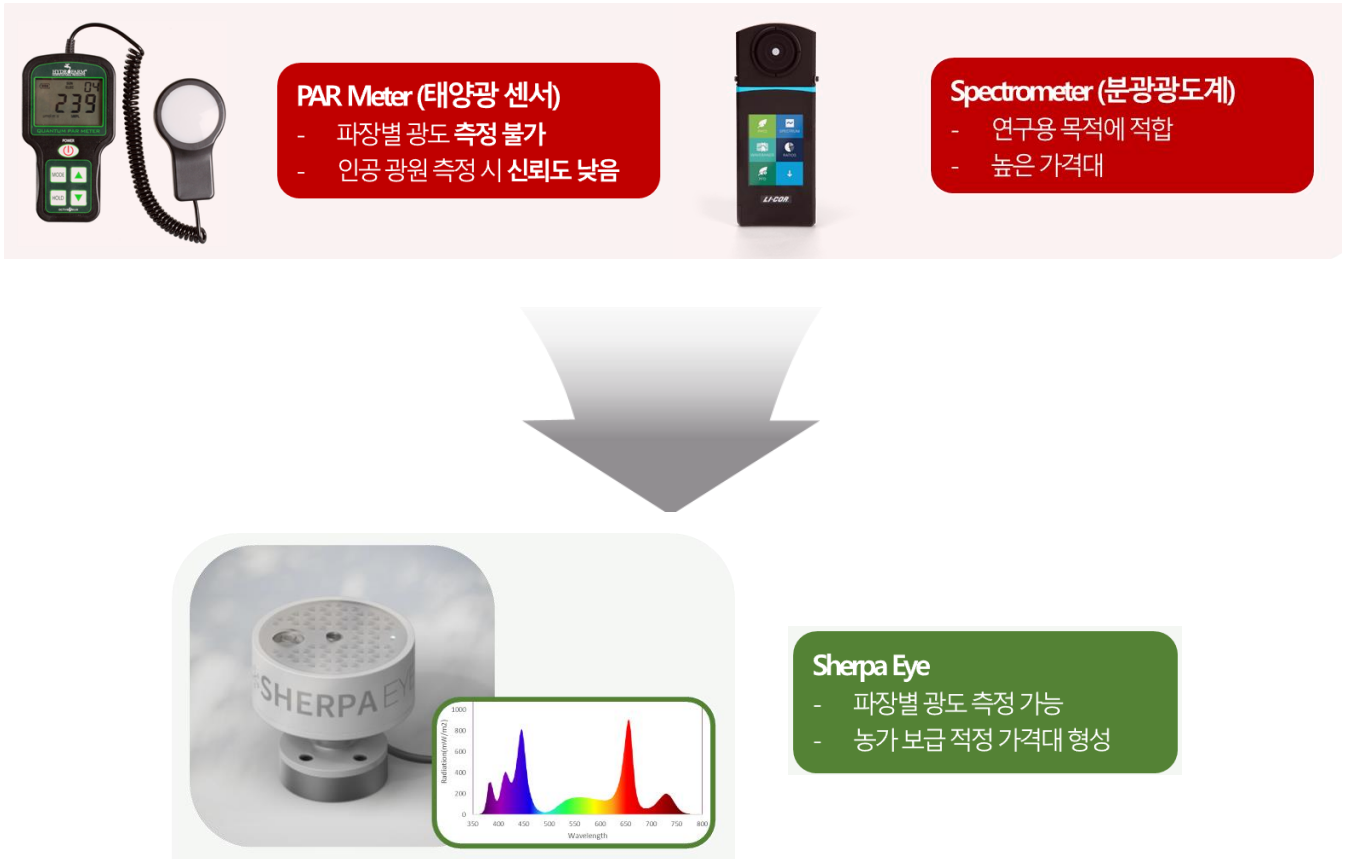 HYDROFARM
04
239
QUANTUM PAR METER
POWER
MODE
HOLD
PAR Meter (태양광 센서)
- 파장별 광도 측정 불가
- 인공 광원 측정 시 신뢰도 낮음
LI-COR
Spectrometer (분광광도계)
- 연구용 목적에 적합
- 높은 가격대
SHERPA EYE
Radiation(mW/m2)
1000
800
600
400
200
0
350 400 450 500 550 600 650 700 750 800
Wavelength
Sherpa Eye
- 파장별 광도 측정 가능
- 농가 보급 적정 가격대 형성